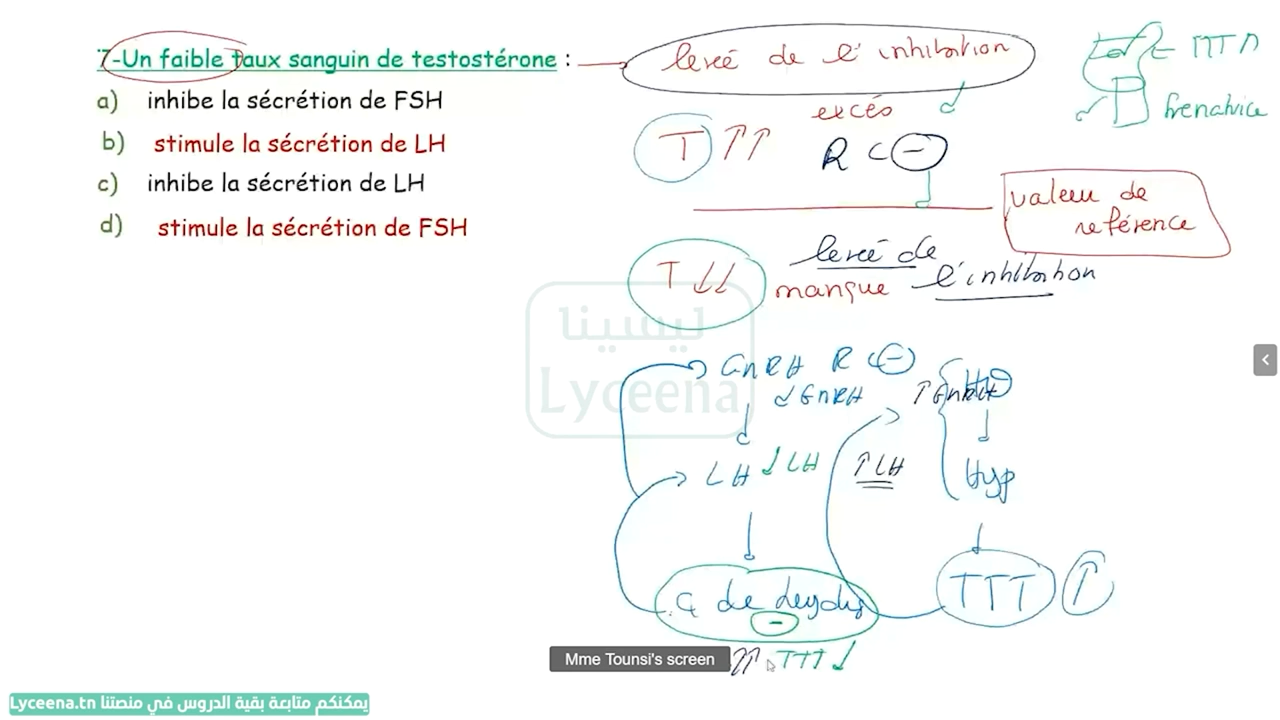 7-Un faible taux sanguin de testostérone :
a) inhibe la sécrétion de FSH
b) stimule la sécrétion de LH
c) inhibe la sécrétion de LH
d) stimule la sécrétion de FSH
levée de l'inhibition
TTT
frenatrice
excés
T ↑↑ R C -
valeur de
référence
T ↓↓ levée de
manque l'inhibition
ليسينا
Lyceena
GnRH R C -
↓ GnRH ↑ GnRH
LH ↓ LH ↑ LH
Hyp
C de leydig
-
TTT ↑
Mme Tounsi's screen
↑↑ TTT ↓
Lyceena.tn يمكنكم متابعة بقية الدروس في منصتنا